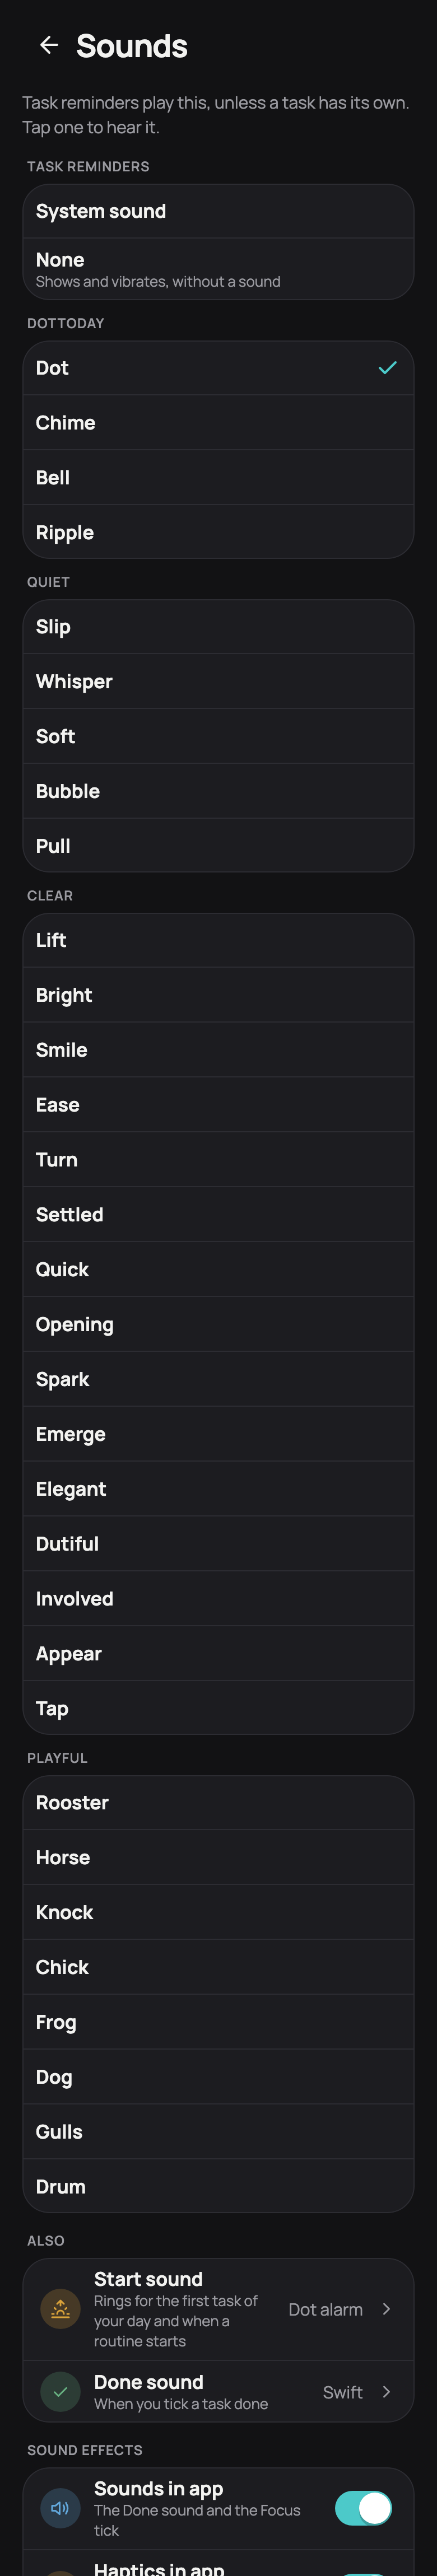 Sounds
Task reminders play this, unless a task has its own.
Tap one to hear it.
TASK REMINDERS
System sound
None
Shows and vibrates, without a sound
DOTTODAY
Dot
Chime
Bell
Ripple
QUIET
Slip
Whisper
Soft
Bubble
Pull
CLEAR
Lift
Bright
Smile
Ease
Turn
Settled
Quick
Opening
Spark
Emerge
Elegant
Dutiful
Involved
Appear
Tap
PLAYFUL
Rooster
Horse
Knock
Chick
Frog
Dog
Gulls
Drum
ALSO
Start sound
Rings for the first task of
your day and when a
routine starts
Dot alarm
Done sound
When you tick a task done
Swift
SOUND EFFECTS
Sounds in app
The Done sound and the Focus
tick
Haptics in app